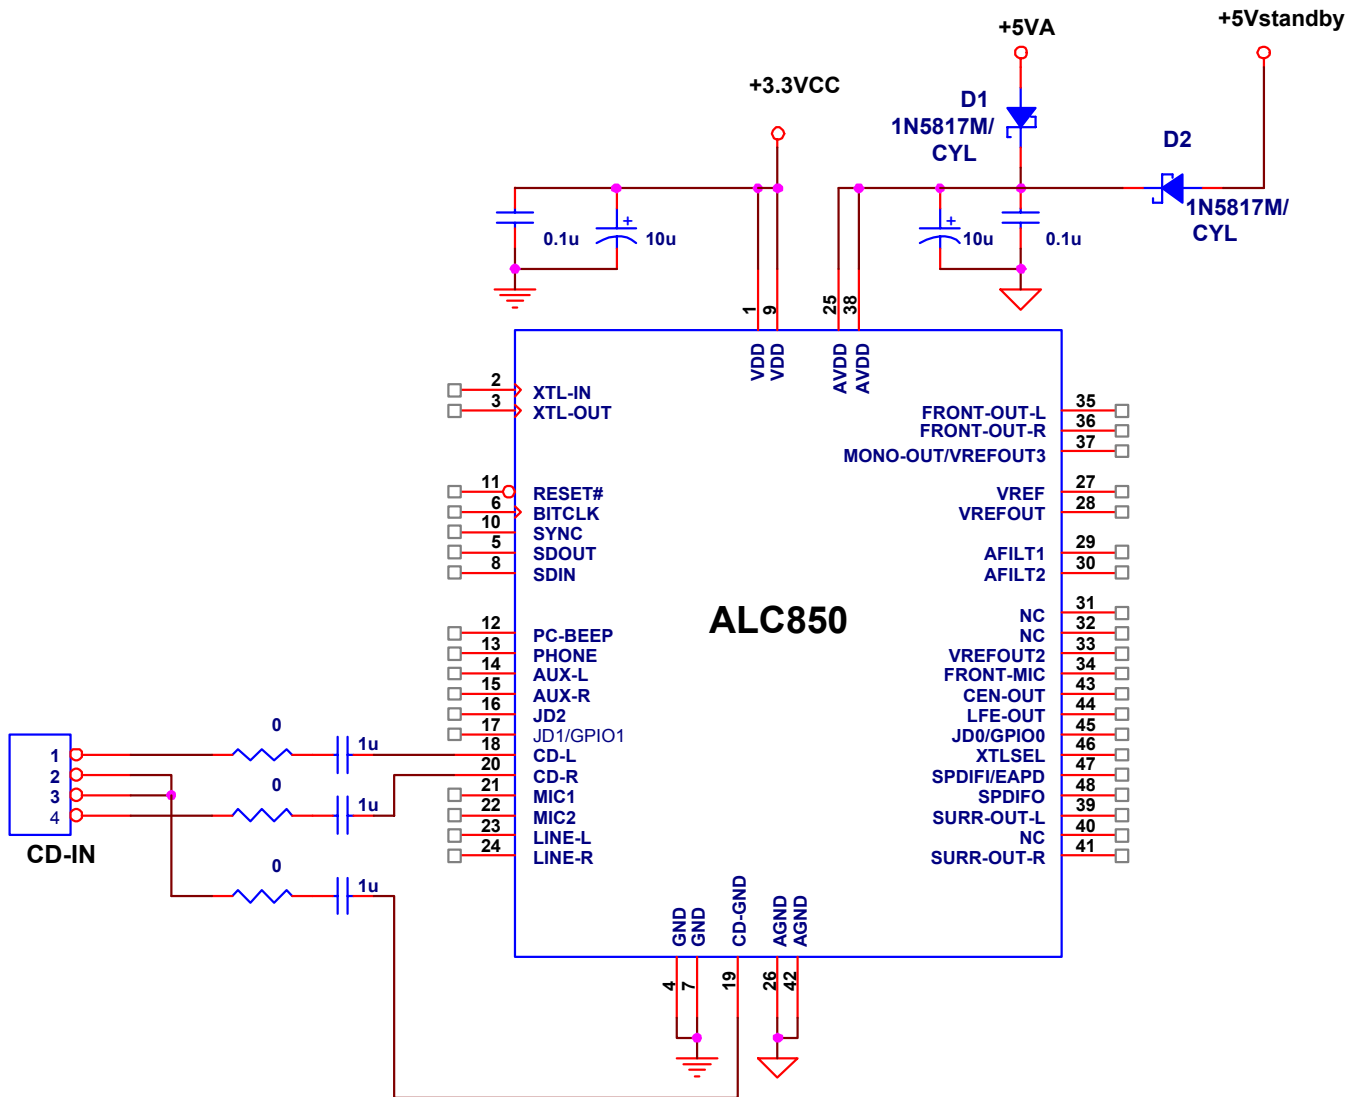 +5Vstandby
+5VA
+3.3VCC
D1
1N5817M/
CYL
D2
1N5817M/
CYL
0.1u
+
10u
+
10u
0.1u
1
9
25
38
VDD
VDD
AVDD
AVDD
2 XTL-IN
3 XTL-OUT
11 RESET#
6 BITCLK
10 SYNC
5 SDOUT
8 SDIN
12 PC-BEEP
13 PHONE
14 AUX-L
15 AUX-R
16 JD2
17 JD1/GPIO1
18 CD-L
20 CD-R
21 MIC1
22 MIC2
23 LINE-L
24 LINE-R
ALC850
FRONT-OUT-L 35
FRONT-OUT-R 36
MONO-OUT/VREFOUT3 37
VREF 27
VREFOUT 28
AFILT1 29
AFILT2 30
NC 31
NC 32
VREFOUT2 33
FRONT-MIC 34
CEN-OUT 43
LFE-OUT 44
JD0/GPIO0 45
XTLSEL 46
SPDIFI/EAPD 47
SPDIFO 48
SURR-OUT-L 39
NC 40
SURR-OUT-R 41
0
1u
0
1u
0
1u
1
2
3
4
CD-IN
GND
GND
CD-GND
AGND
AGND
4
7
19
26
42